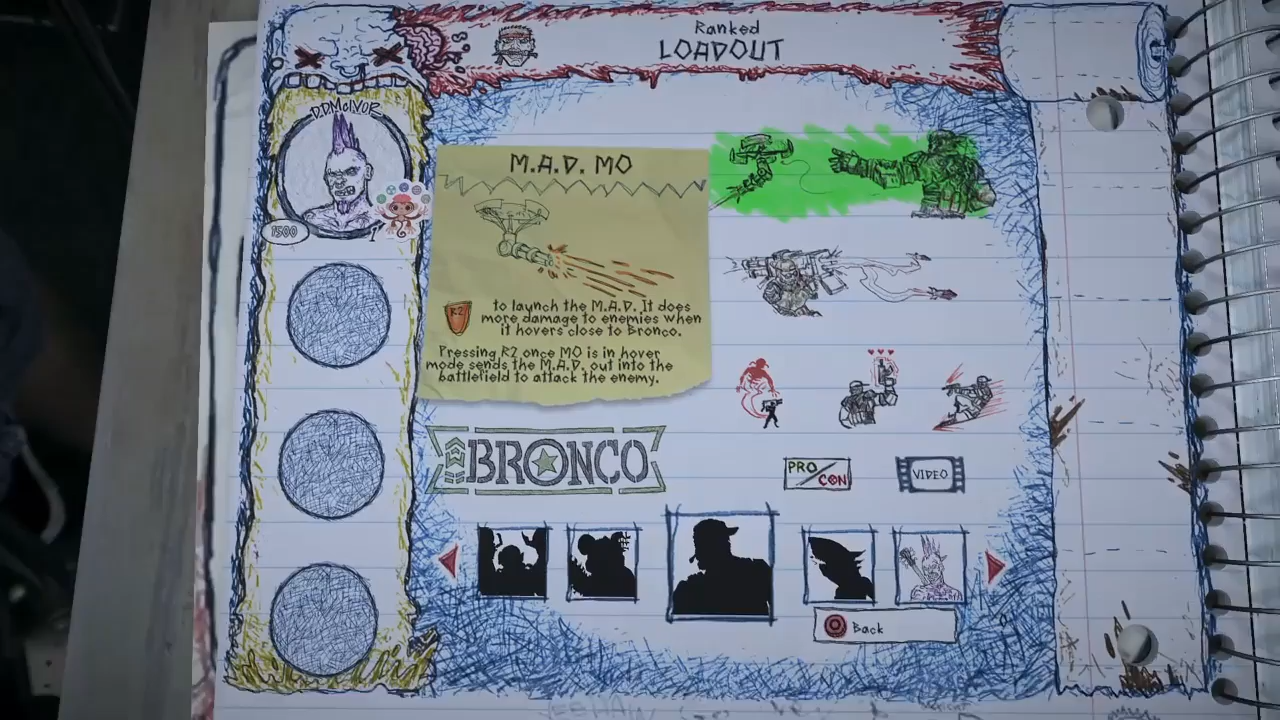 Ranked
LOADOUT
DDMcIVOR
1500
1
M.A.D. MO
R2
to launch the M.A.D. It does
more damage to enemies when
it hovers close to Bronco.
Pressing R2 once MO is in hover
mode sends the M.A.D. out into the
battlefield to attack the enemy.
BRONCO
PRO/CON
VIDEO
Back